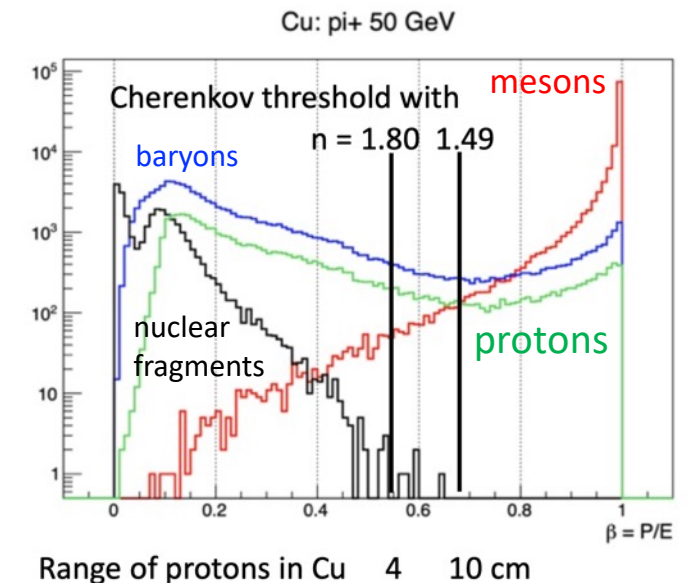 Cu: pi+ 50 GeV
10⁵
mesons
Cherenkov threshold with
n = 1.80 1.49
10⁴
baryons
10³
10²
nuclear
fragments
protons
10
1
0 0.2 0.4 0.6 0.8 1
β = P/E
Range of protons in Cu 4 10 cm